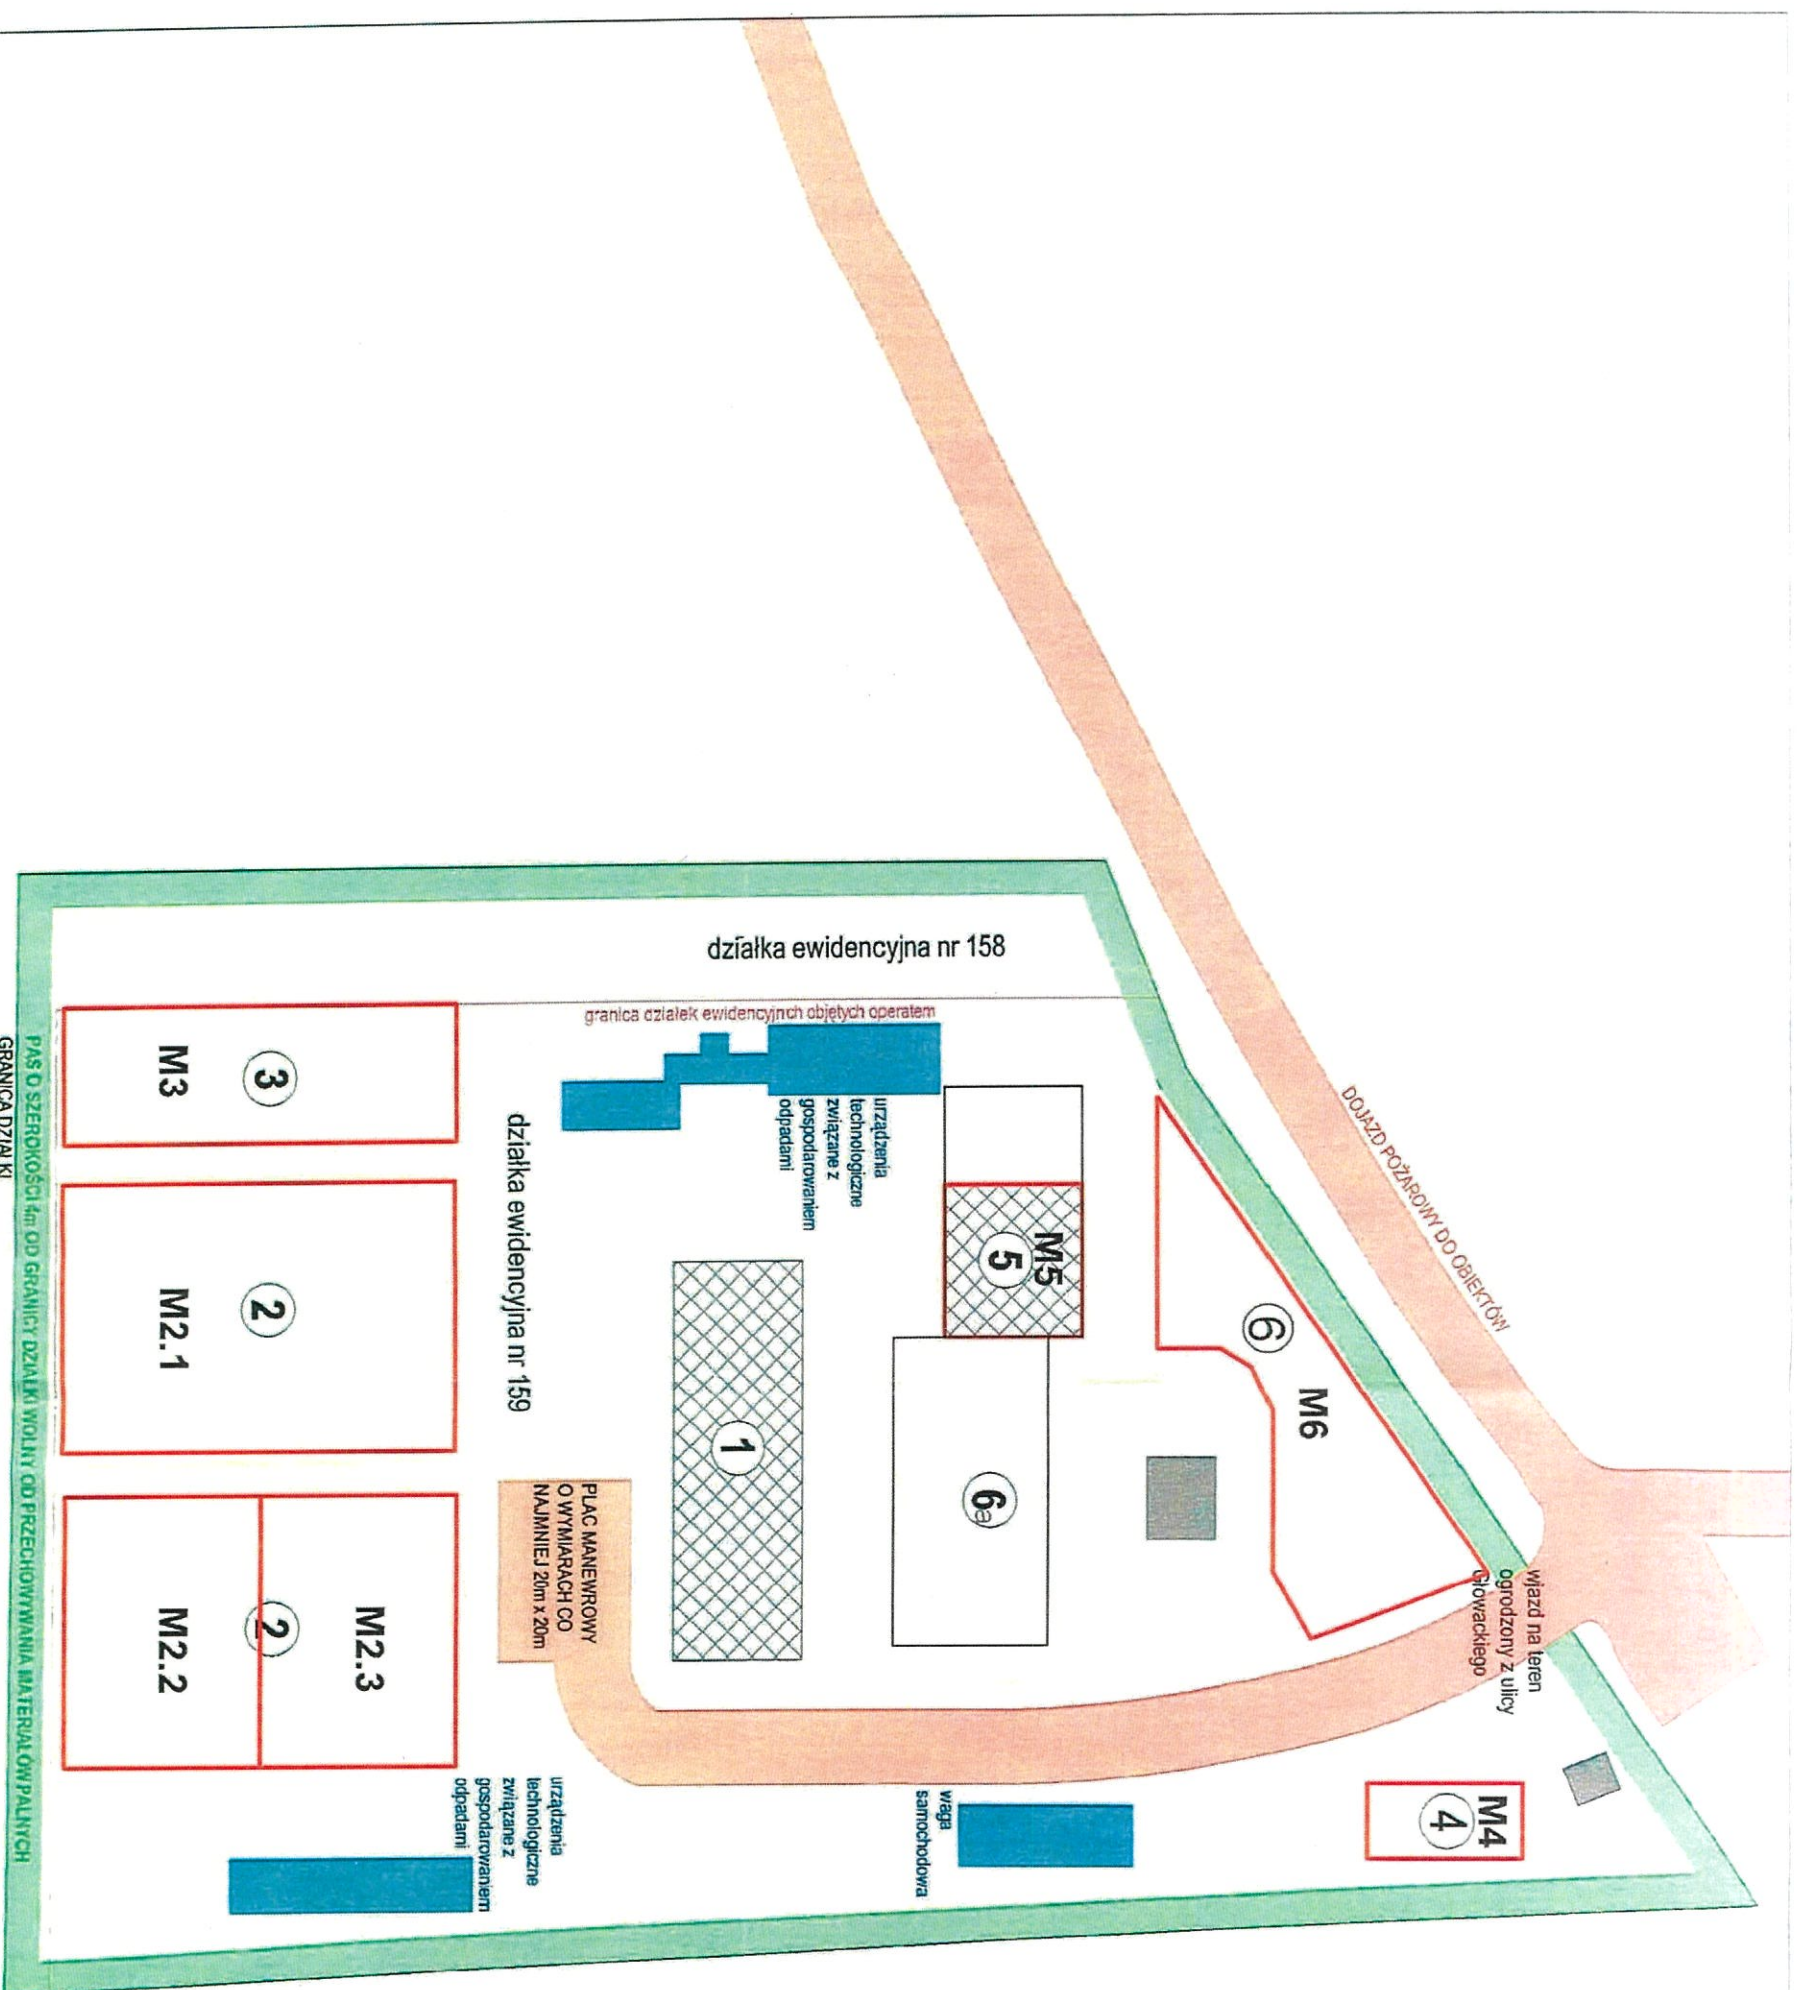 DOJAZD POŻAROWY DO OBIEKTÓW
wjazd na teren
ogrodzony z ulicy
Głowackiego
M4
4
M6
6
M5
5
6a
działka ewidencyjna nr 158
granica działek ewidencyjnch objętych operatem
urządzenia
technologiczne
związane z
gospodarowaniem
odpadami
waga
samochodowa
1
PLAC MANEWROWY
O WYMIARACH CO
NAJMNIEJ 20m x 20m
działka ewidencyjna nr 159
urządzenia
technologiczne
związane z
gospodarowaniem
odpadami
3
M3
2
M2.1
M2.3
2
M2.2
PAS O SZEROKOŚCI 4m OD GRANICY DZIAŁKI WOLNY OD PRZECHOWYWANIA MATERIAŁÓW PALNYCH
GRANICA DZIAŁKI